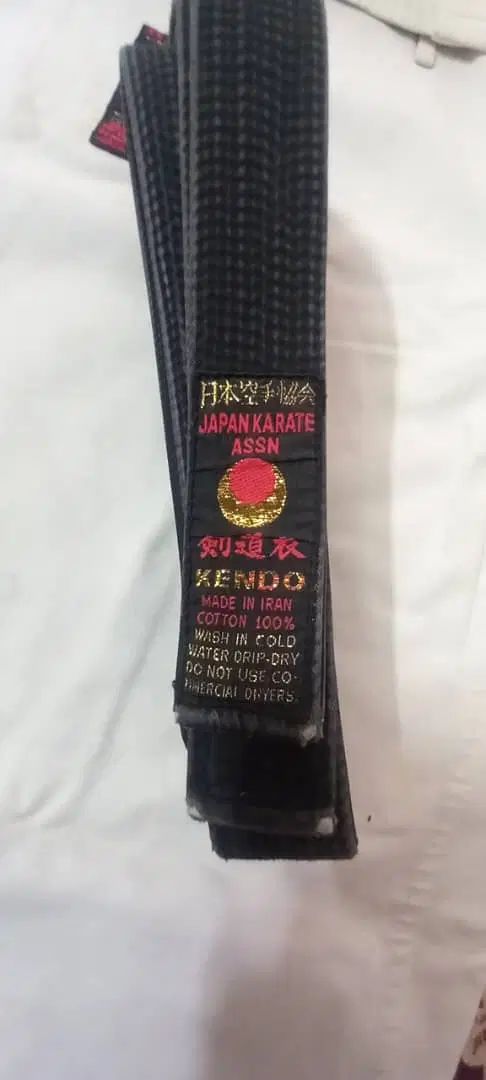 日本空手協会
JAPAN KARATE
ASSN
剣道衣
KENDO
MADE IN IRAN
COTTON 100%
WASH IN COLD
WATER DRIP-DRY
DO NOT USE CO-
MMERCIAL DRYERS.